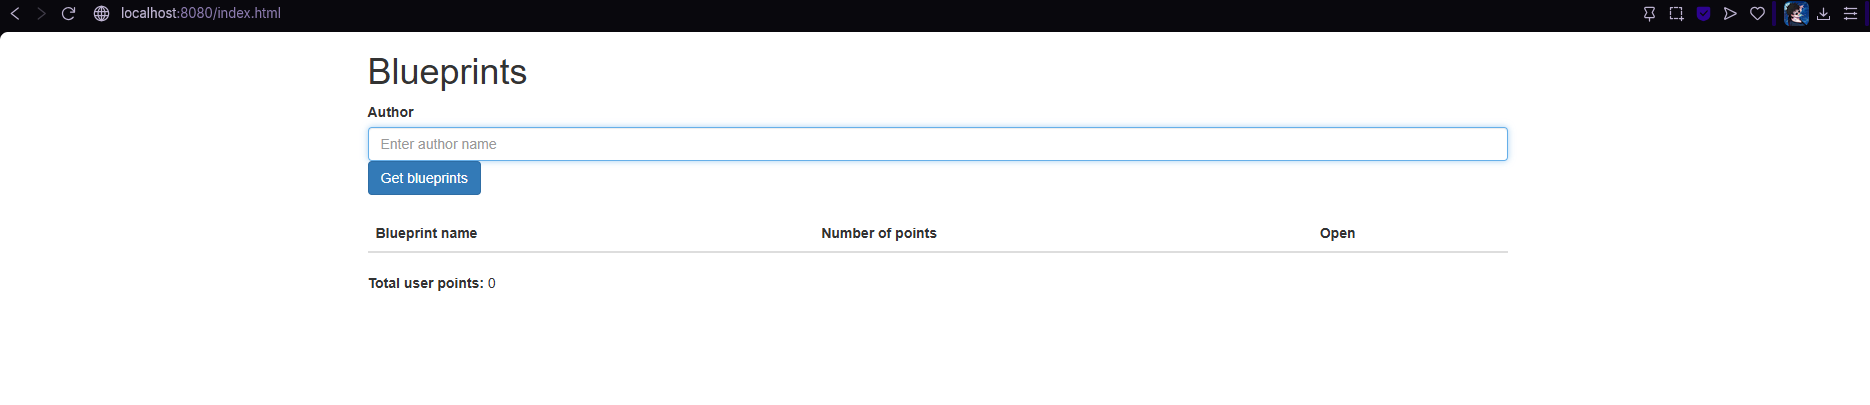 localhost:8080/index.html
Blueprints
Author
Enter author name
Get blueprints
Blueprint name Number of points Open
Total user points: 0